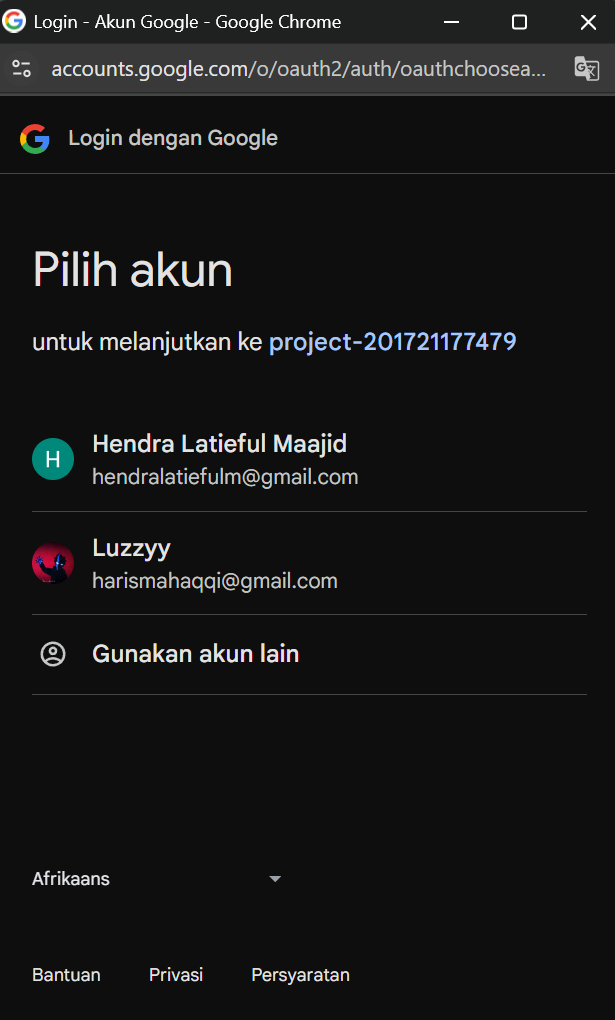 Login - Akun Google - Google Chrome
accounts.google.com/o/oauth2/auth/oauthchoosea...
Login dengan Google
Pilih akun
untuk melanjutkan ke project-201721177479
H
Hendra Latieful Maajid
hendralatiefulm@gmail.com
Luzzyy
harismahaqqi@gmail.com
Gunakan akun lain
Afrikaans
Bantuan Privasi Persyaratan